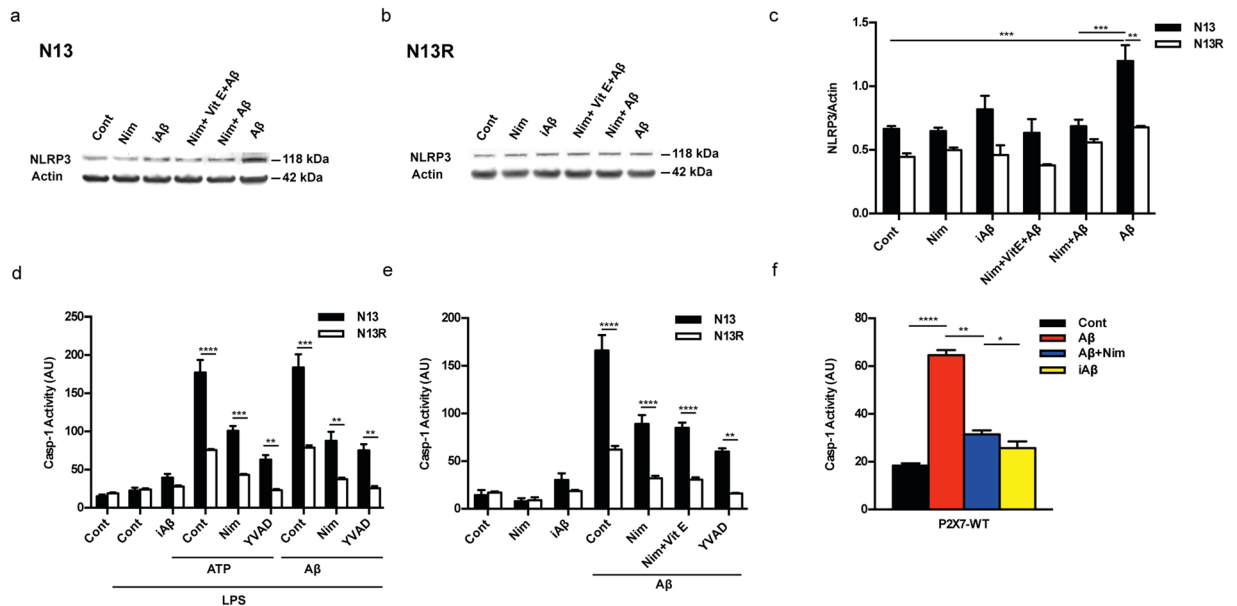 a
N13
Cont
Nim
iAβ
Nim+ Vit E+Aβ
Nim+ Aβ
Aβ
NLRP3
118 kDa
Actin
42 kDa
b
N13R
Cont
Nim
iAβ
Nim+ Vit E+Aβ
Nim+ Aβ
Aβ
NLRP3
118 kDa
Actin
42 kDa
c
NLRP3/Actin
1.5
1.0
0.5
0.0
***
***
**
N13
N13R
Cont
Nim
iAβ
Nim+VitE+Aβ
Nim+Aβ
Aβ
d
Casp-1 Activity (AU)
250
200
150
100
50
0
N13
N13R
****
***
**
***
**
**
Cont
Cont
iAβ
Cont
Nim
YVAD
Cont
Nim
YVAD
ATP
Aβ
LPS
e
Casp-1 Activity (AU)
200
150
100
50
0
N13
N13R
****
****
****
**
Cont
Nim
iAβ
Cont
Nim
Nim+Vit E
YVAD
Aβ
f
Casp-1 Activity (AU)
80
60
40
20
0
****
**
*
Cont
Aβ
Aβ+Nim
iAβ
P2X7-WT